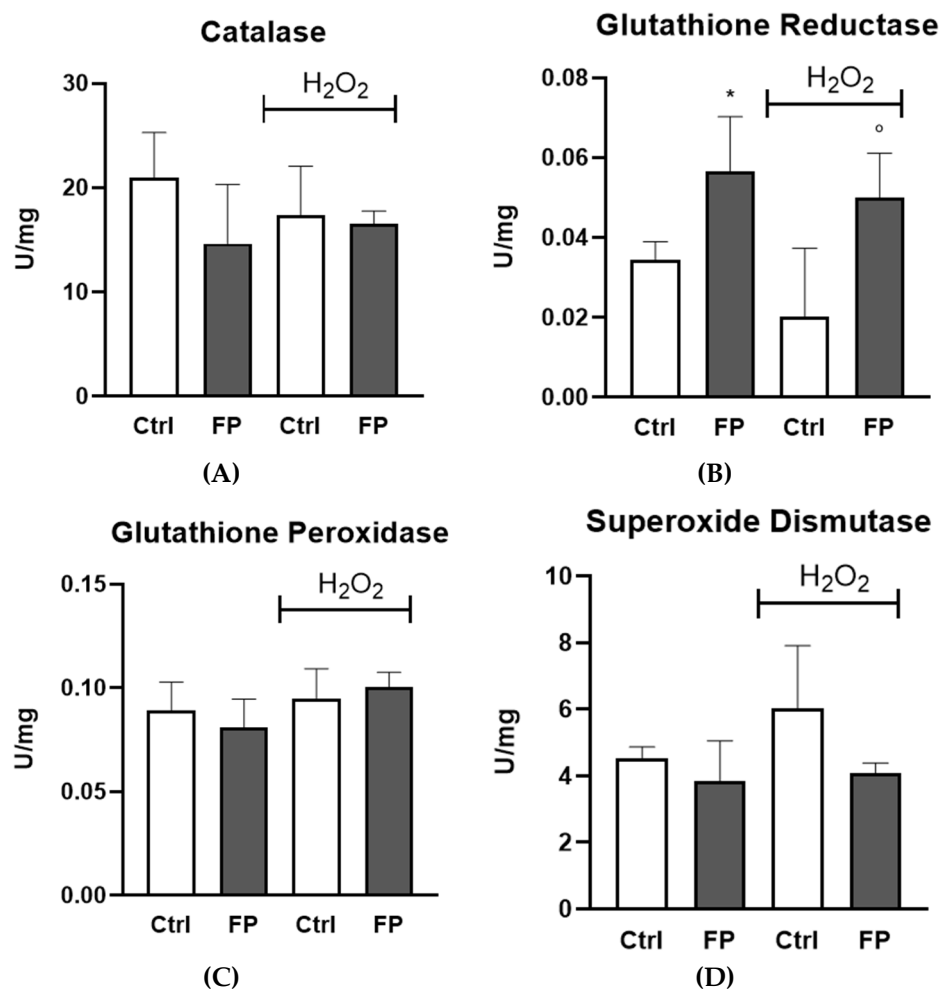 Catalase
H₂O₂
30
20
10
0
U/mg
Ctrl FP Ctrl FP
(A)
Glutathione Reductase
H₂O₂
*
°
0.08
0.06
0.04
0.02
0.00
U/mg
Ctrl FP Ctrl FP
(B)
Glutathione Peroxidase
H₂O₂
0.15
0.10
0.05
0.00
U/mg
Ctrl FP Ctrl FP
(C)
Superoxide Dismutase
H₂O₂
10
8
6
4
2
0
U/mg
Ctrl FP Ctrl FP
(D)